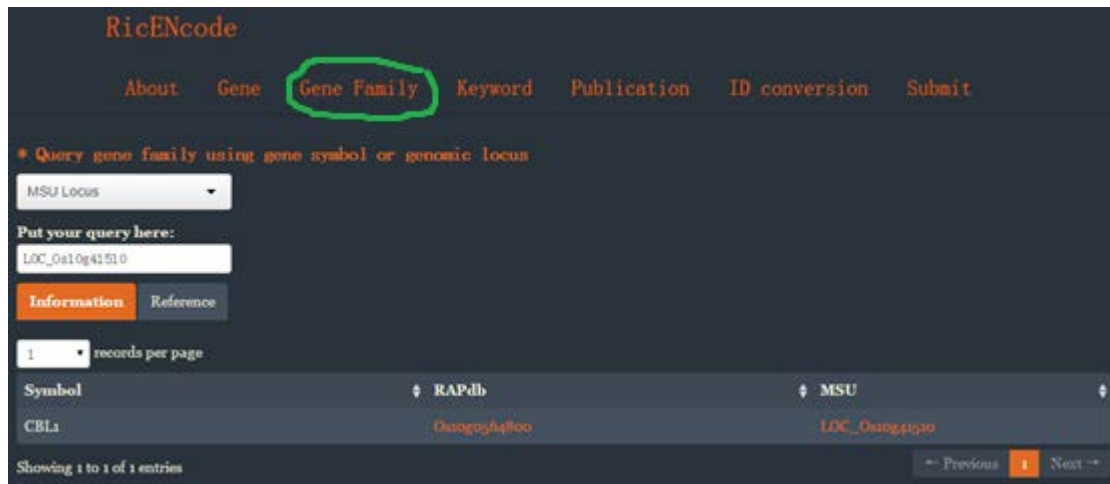 RicENcode
About Gene Gene Family Keyword Publication ID conversion Submit
* Query gene family using gene symbol or genomic locus
MSU Locus
Put your query here:
LOC_Os10g41510
Information Reference
1 records per page
Symbol RAPdb MSU
CBL1 Os10g0564800 LOC_Os10g41510
Showing 1 to 1 of 1 entries
← Previous 1 Next →